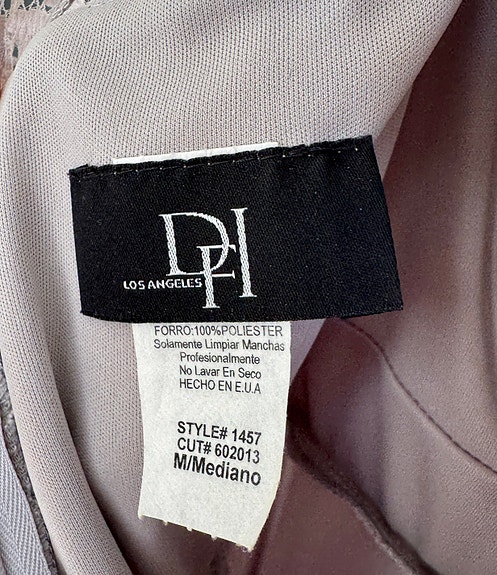 DFH
LOS ANGELES
FORRO:100%POLIESTER
Solamente Limpiar Manchas
Profesionalmente
No Lavar En Seco
HECHO EN E.U.A
STYLE# 1457
CUT# 602013
M/Mediano